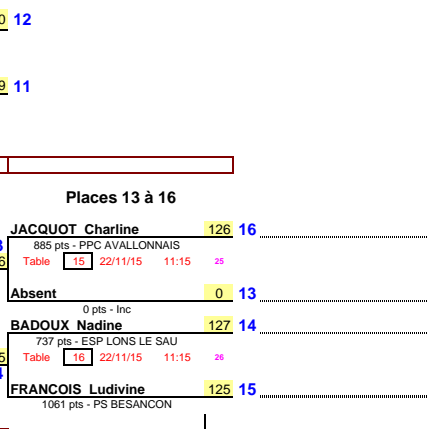 0 12
9 11
Places 13 à 16
JACQUOT Charline 126 16
885 pts - PPC AVALLONNAIS
6 Table 15 22/11/15 11:15 25
Absent 0 13
0 pts - Inc
BADOUX Nadine 127 14
737 pts - ESP LONS LE SAU
5 Table 16 22/11/15 11:15 26
FRANCOIS Ludivine 125 15
1061 pts - PS BESANCON